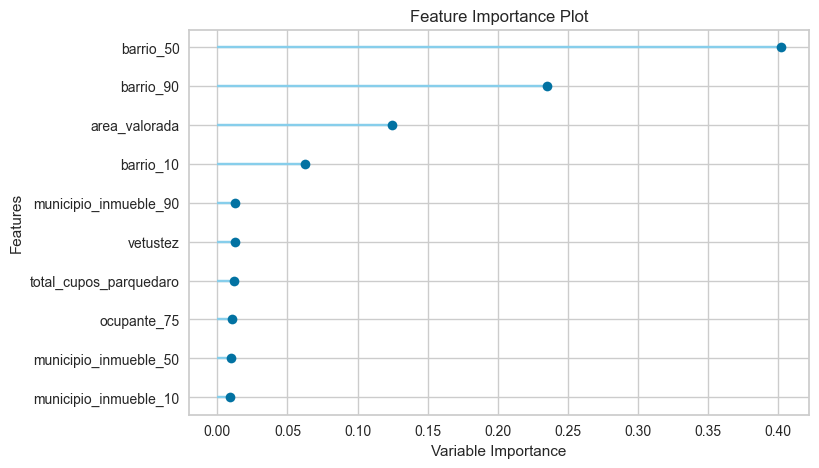 Feature Importance Plot
barrio_50
barrio_90
area_valorada
barrio_10
municipio_inmueble_90
vetustez
total_cupos_parquedaro
ocupante_75
municipio_inmueble_50
municipio_inmueble_10
Features
0.00 0.05 0.10 0.15 0.20 0.25 0.30 0.35 0.40
Variable Importance